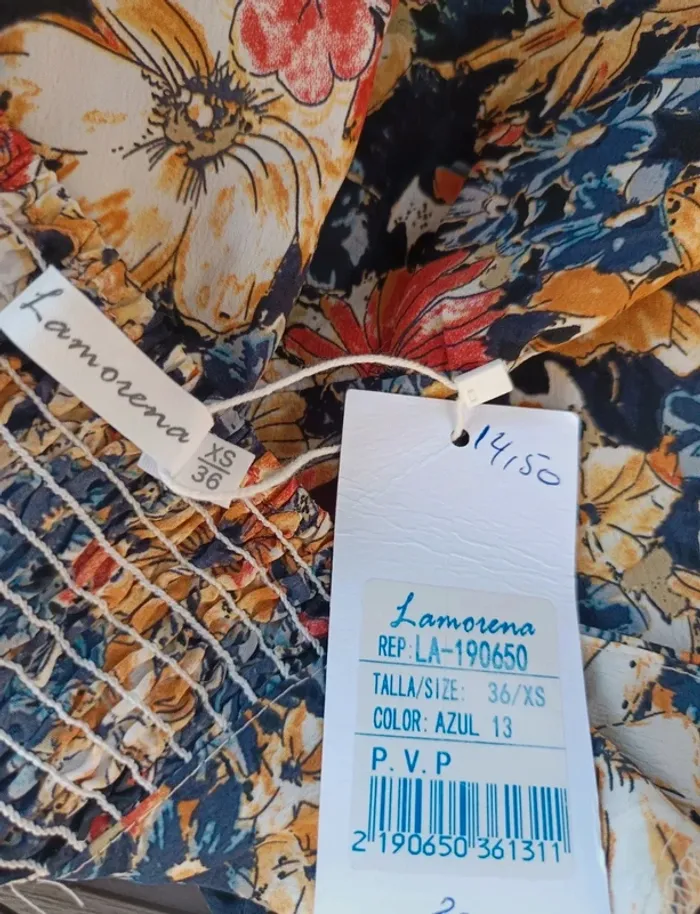 Lamorena
XS
36
14,50
Lamorena
REP: LA-190650
TALLA/SIZE: 36/XS
COLOR: AZUL 13
P. V. P
2 190650 361311